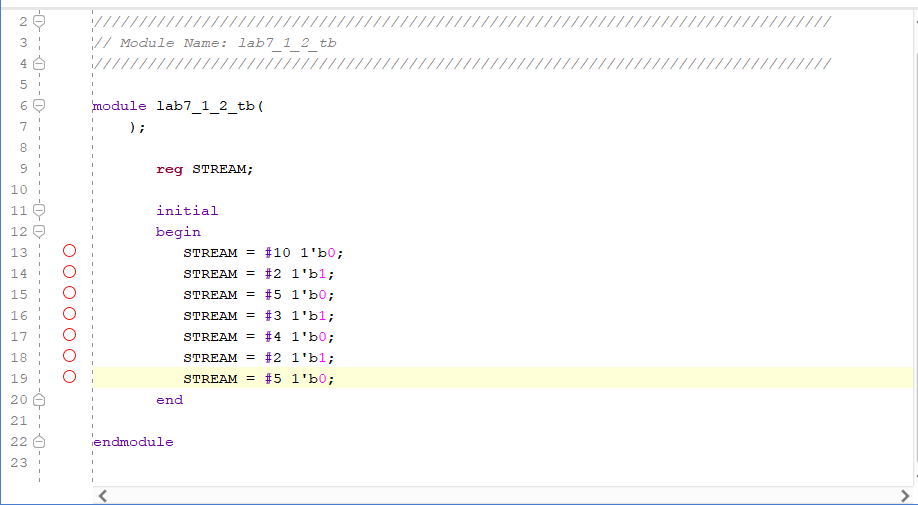 2 //////////////////////////////////////////////////////////////////////////////////
3 // Module Name: lab7_1_2_tb
4 //////////////////////////////////////////////////////////////////////////////////
5
6 module lab7_1_2_tb(
7     );
8
9        reg STREAM;
10
11        initial
12        begin
13           STREAM = #10 1'b0;
14           STREAM = #2 1'b1;
15           STREAM = #5 1'b0;
16           STREAM = #3 1'b1;
17           STREAM = #4 1'b0;
18           STREAM = #2 1'b1;
19           STREAM = #5 1'b0;
20        end
21
22 endmodule
23